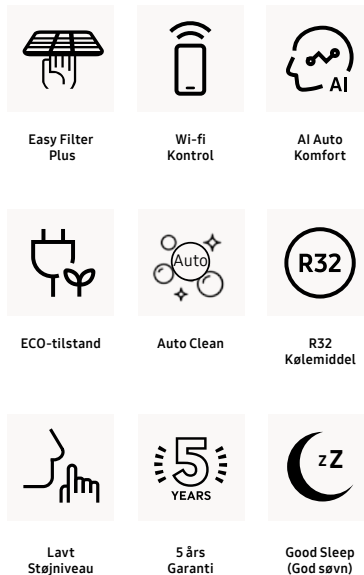 AI
Easy Filter
Plus
Wi-fi
Kontrol
AI Auto
Komfort
Auto
R32
ECO-tilstand
Auto Clean
R32
Kølemiddel
5
YEARS
zZ
Lavt
Støjniveau
5 års
Garanti
Good Sleep
(God søvn)